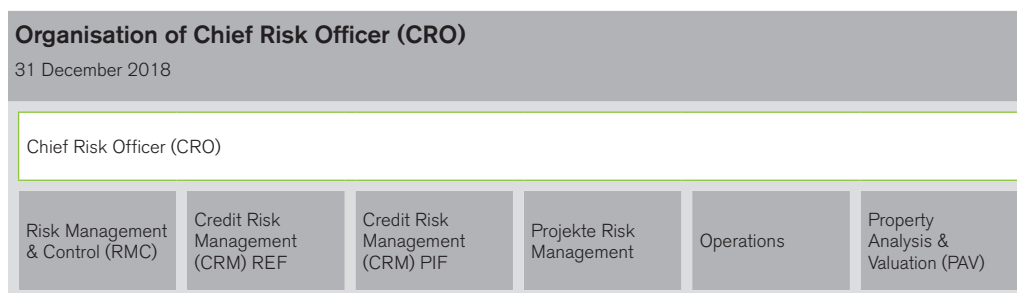 Organisation of Chief Risk Officer (CRO)
31 December 2018
Chief Risk Officer (CRO)
Risk Management
& Control (RMC)
Credit Risk
Management
(CRM) REF
Credit Risk
Management
(CRM) PIF
Projekte Risk
Management
Operations
Property
Analysis &
Valuation (PAV)